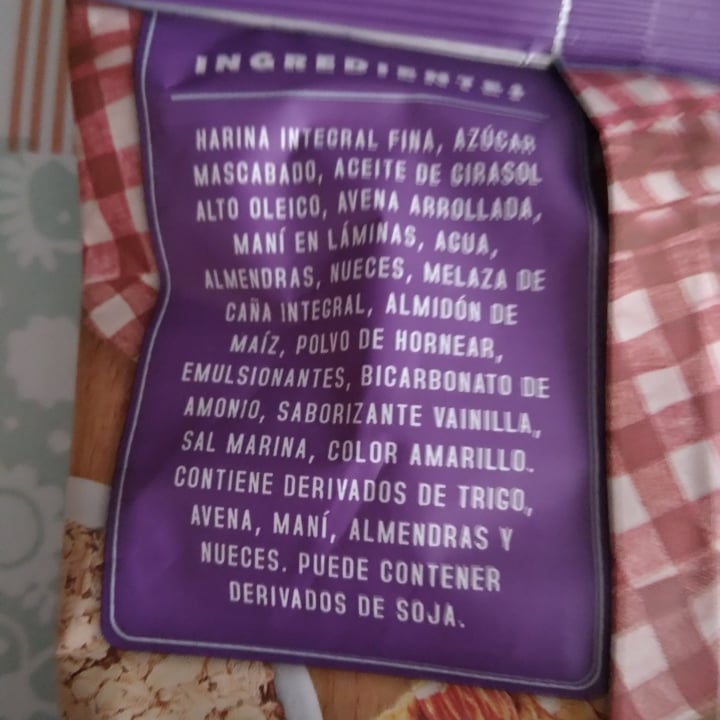 INGREDIENTES
HARINA INTEGRAL FINA, AZÚCAR
MASCABADO, ACEITE DE GIRASOL
ALTO OLEICO, AVENA ARROLLADA,
MANÍ EN LÁMINAS, AGUA,
ALMENDRAS, NUECES, MELAZA DE
CAÑA INTEGRAL, ALMIDÓN DE
MAÍZ, POLVO DE HORNEAR,
EMULSIONANTES, BICARBONATO DE
AMONIO, SABORIZANTE VAINILLA,
SAL MARINA, COLOR AMARILLO.
CONTIENE DERIVADOS DE TRIGO,
AVENA, MANÍ, ALMENDRAS Y
NUECES. PUEDE CONTENER
DERIVADOS DE SOJA.